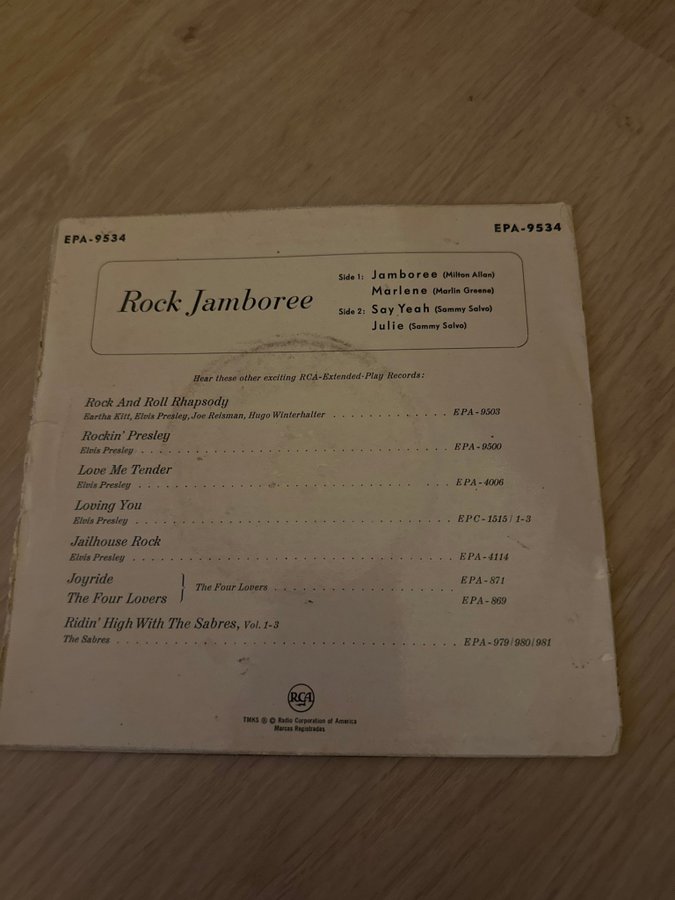 EPA-9534
EPA-9534
Rock Jamboree
Side 1: Jamboree (Milton Allan)
Marlene (Marlin Greene)
Side 2: Say Yeah (Sammy Salvo)
Julie (Sammy Salvo)
Hear these other exciting RCA-Extended-Play Records:
Rock And Roll Rhapsody
Eartha Kitt, Elvis Presley, Joe Reisman, Hugo Winterhalter . . . . . . . . . . . . EPA-9503
Rockin' Presley
Elvis Presley . . . . . . . . . . . . . . . . . . . . . . . . . . . . . . . . . . EPA-9500
Love Me Tender
Elvis Presley . . . . . . . . . . . . . . . . . . . . . . . . . . . . . . . . . . EPA-4006
Loving You
Elvis Presley . . . . . . . . . . . . . . . . . . . . . . . . . . . . . . . . . . EPC-1515/1-3
Jailhouse Rock
Elvis Presley . . . . . . . . . . . . . . . . . . . . . . . . . . . . . . . . . . EPA-4114
Joyride EPA-871
} The Four Lovers . . . . . . . . . . . . . . . . . . .
The Four Lovers EPA-869
Ridin' High With The Sabres, Vol. 1-3
The Sabres . . . . . . . . . . . . . . . . . . . . . . . . . . . . . . . . . . . . EPA-979/980/981
RCA
TMKS ® © Radio Corporation of America
Marcas Registradas